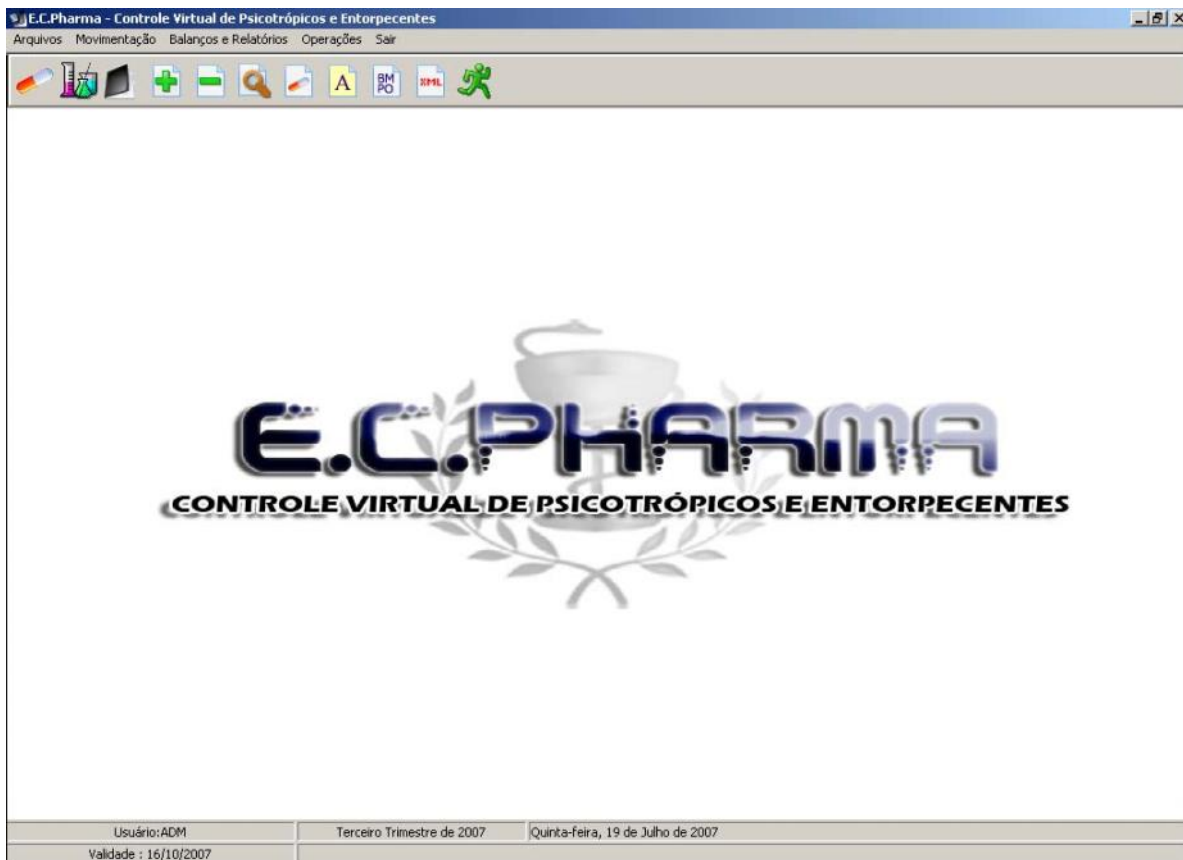 E.C.Pharma - Controle Virtual de Psicotrópicos e Entorpecentes
Arquivos Movimentação Balanços e Relatórios Operações Sair
A BM PO XML
E.C.PHARMA
CONTROLE VIRTUAL DE PSICOTRÓPICOS E ENTORPECENTES
Usuário:ADM Terceiro Trimestre de 2007 Quinta-feira, 19 de Julho de 2007
Validade : 16/10/2007